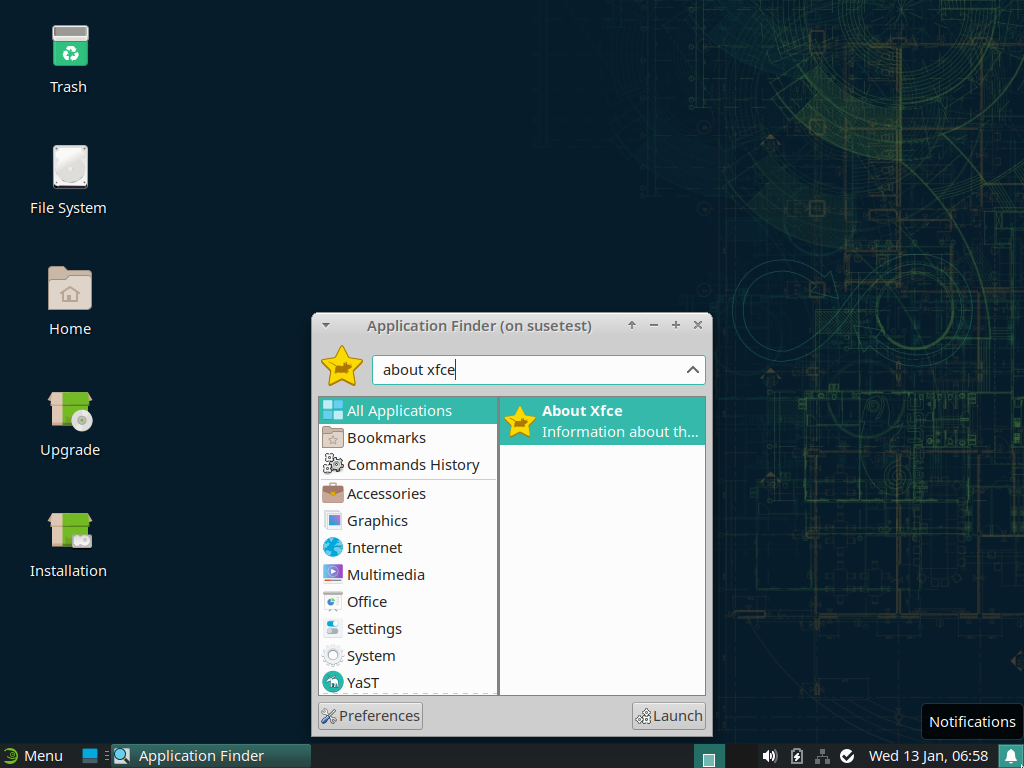 Trash
File System
Home
Upgrade
Installation
Application Finder (on susetest)
about xfce
All Applications
Bookmarks
Commands History
Accessories
Graphics
Internet
Multimedia
Office
Settings
System
YaST
About Xfce
Information about th...
Preferences
Launch
Notifications
Menu
Application Finder
Wed 13 Jan, 06:58